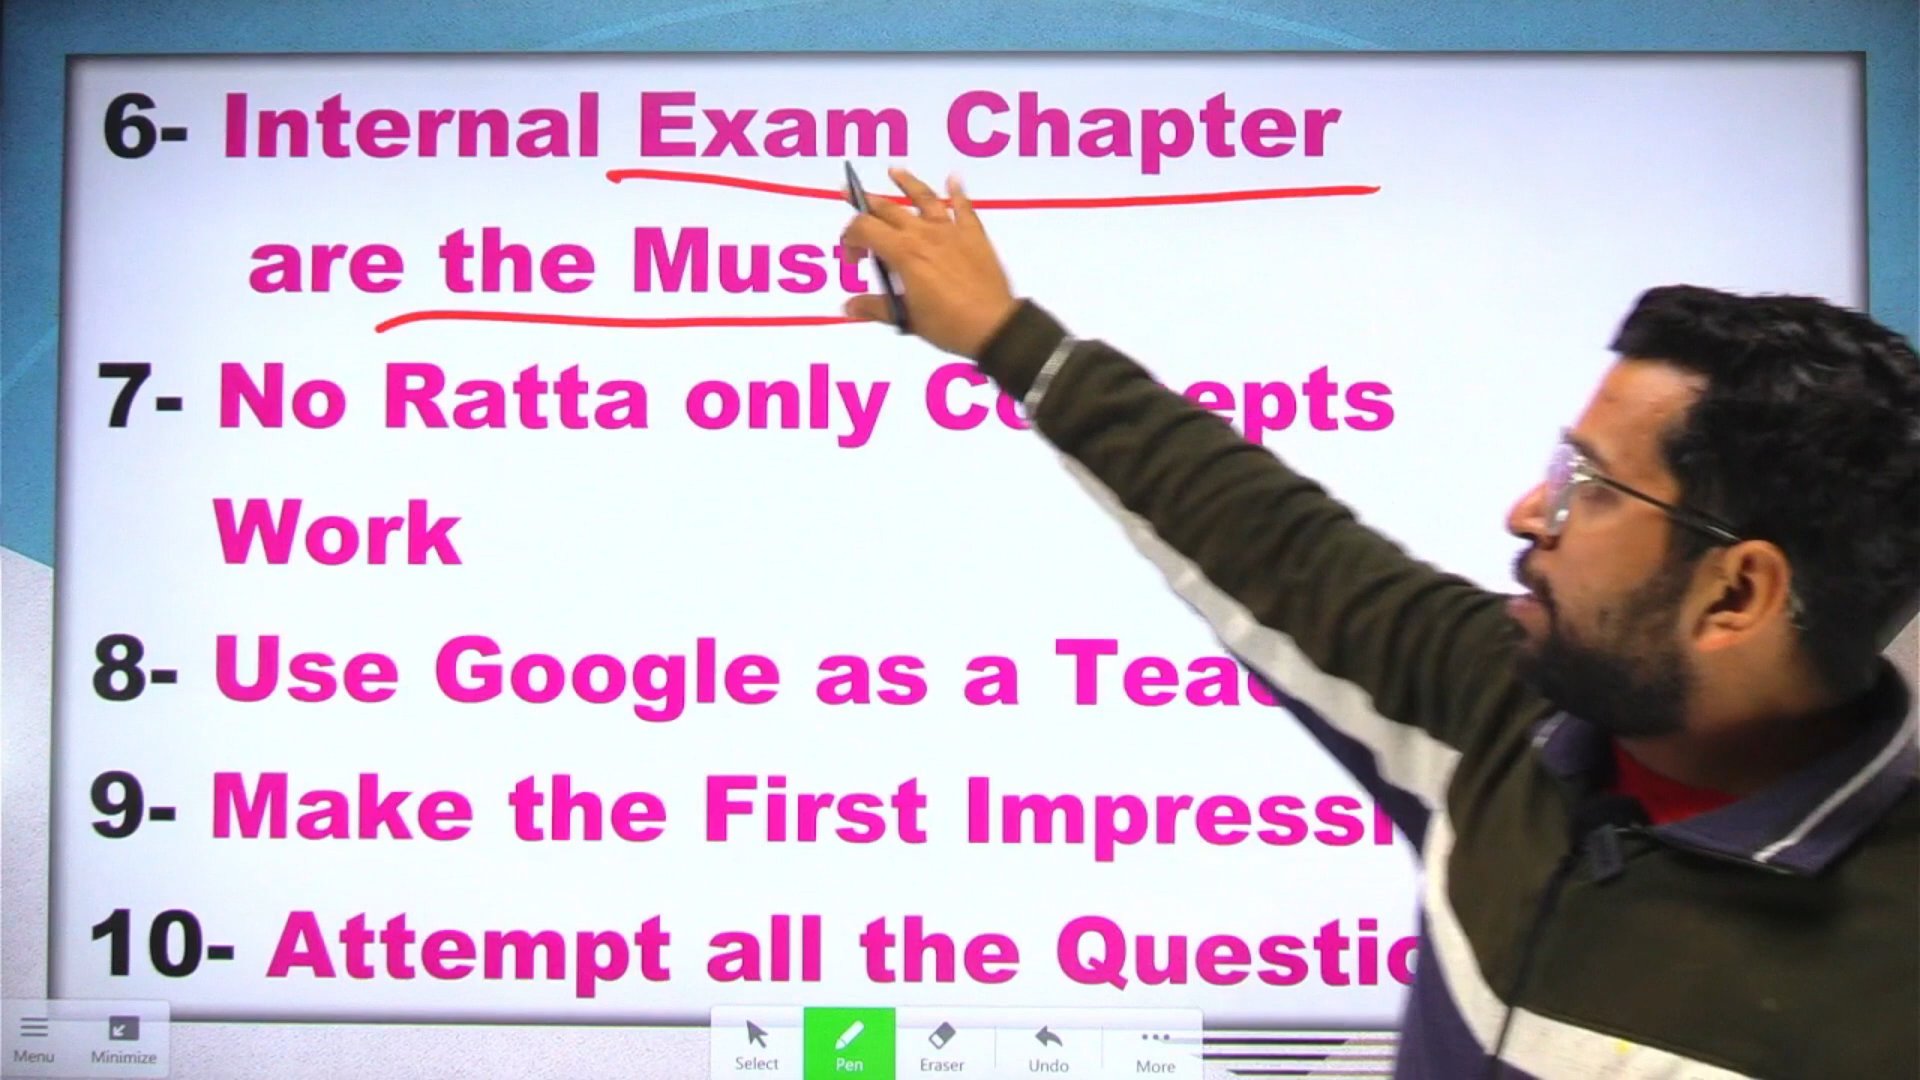 6- Internal Exam Chapter
are the Must
7- No Ratta only
Work
8- Use Google as a
9- Make the First
10- Attempt all the
Menu
Minimize
Select
Pen
Eraser
Undo
More